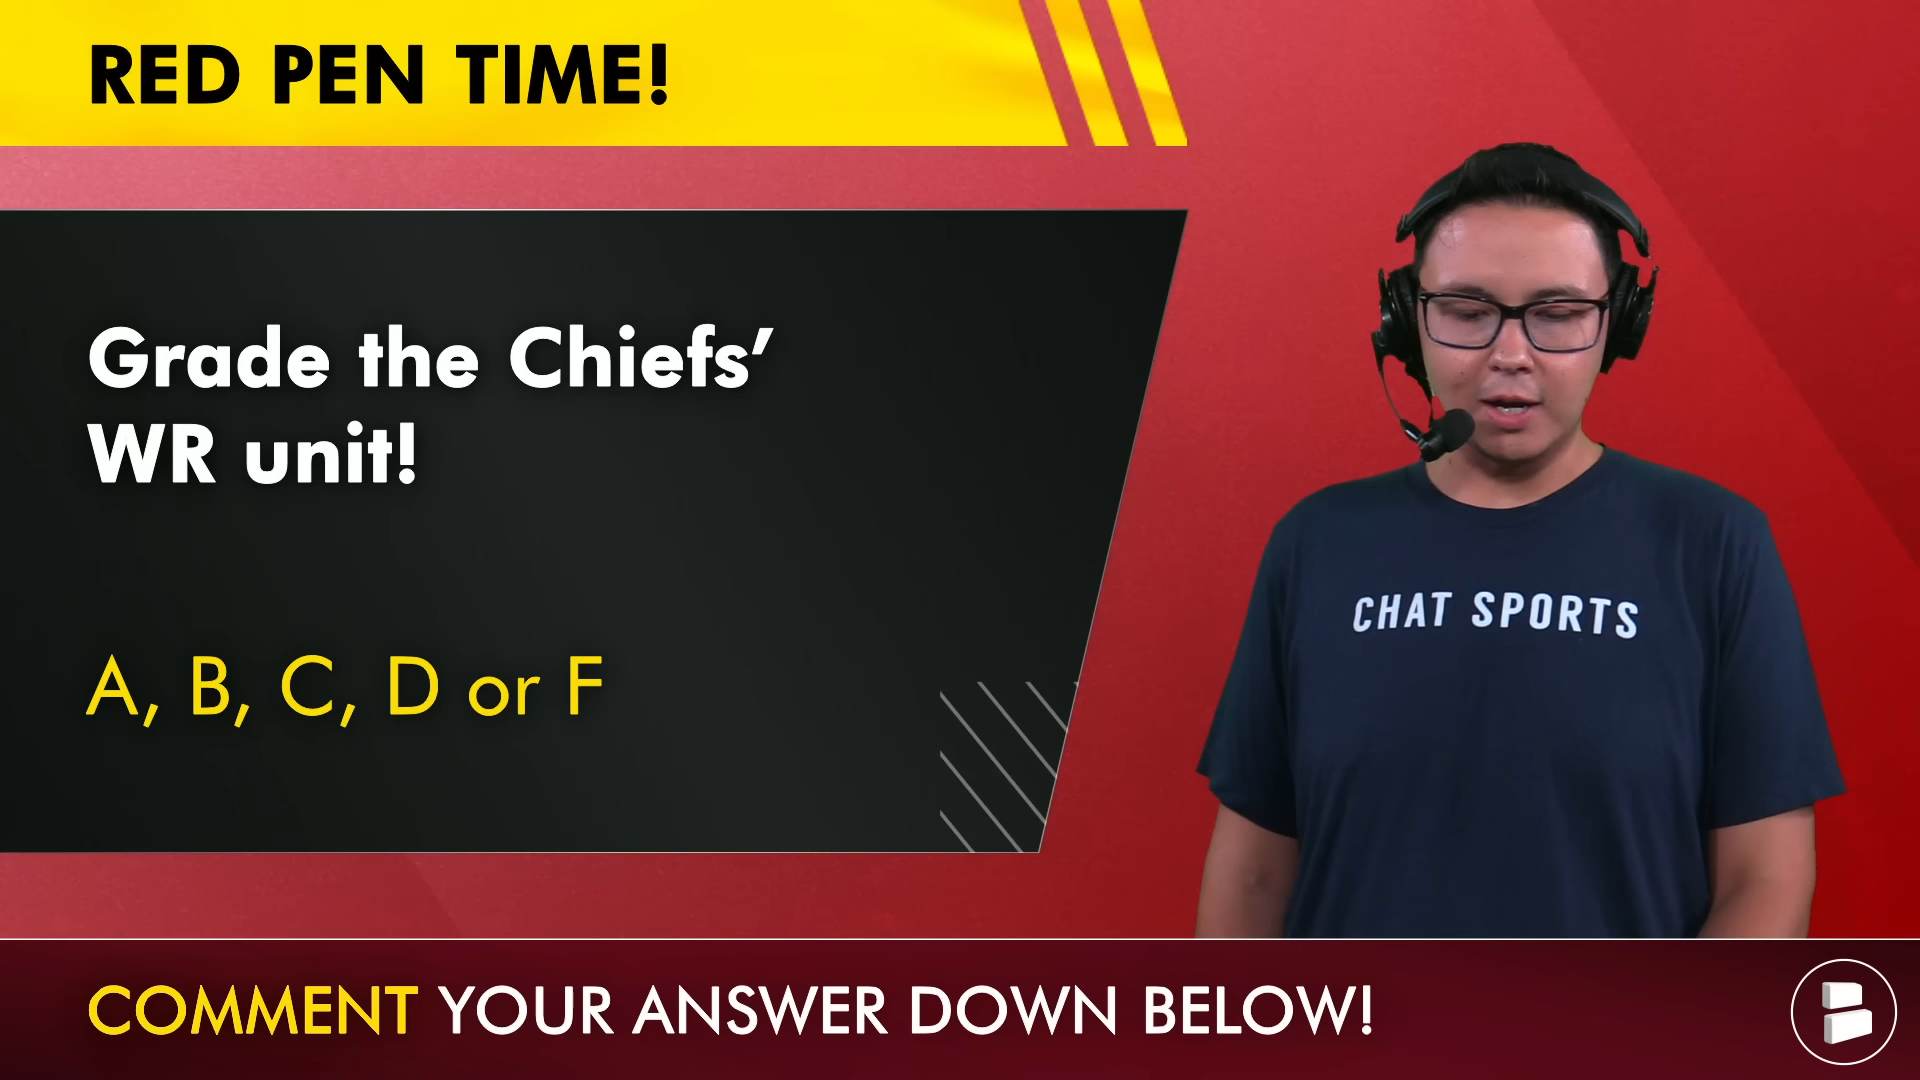 RED PEN TIME!
Grade the Chiefs’
WR unit!
A, B, C, D or F
CHAT SPORTS
COMMENT YOUR ANSWER DOWN BELOW!